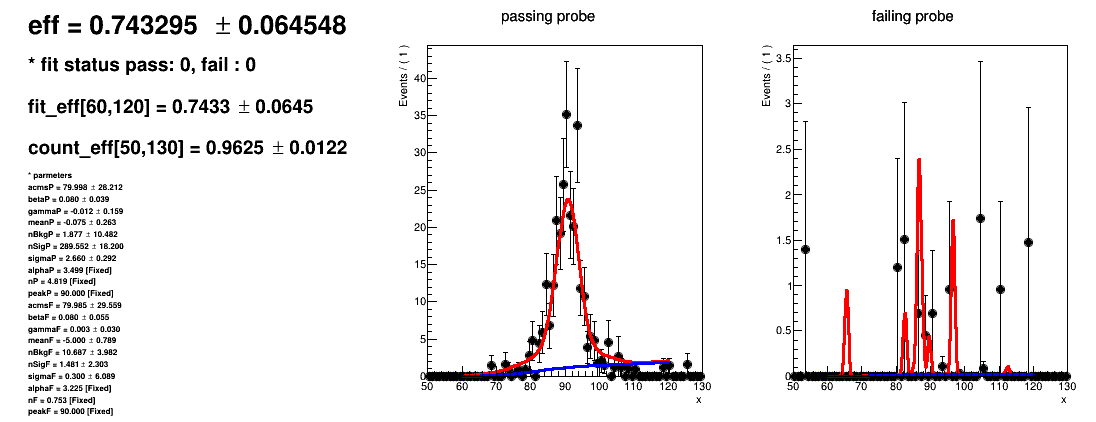 eff = 0.743295 ± 0.064548
* fit status pass: 0, fail : 0
fit_eff[60,120] = 0.7433 ± 0.0645
count_eff[50,130] = 0.9625 ± 0.0122
* parmeters
acmsP = 79.998 ± 28.212
betaP = 0.080 ± 0.039
gammaP = -0.012 ± 0.159
meanP = -0.075 ± 0.263
nBkgP = 1.877 ± 10.482
nSigP = 289.552 ± 18.200
sigmaP = 2.660 ± 0.292
alphaP = 3.499 [Fixed]
nP = 4.819 [Fixed]
peakP = 90.000 [Fixed]
acmsF = 79.985 ± 29.559
betaF = 0.080 ± 0.055
gammaF = 0.003 ± 0.030
meanF = -5.000 ± 0.789
nBkgF = 10.687 ± 3.982
nSigF = 1.481 ± 2.303
sigmaF = 0.300 ± 6.089
alphaF = 3.225 [Fixed]
nF = 0.753 [Fixed]
peakF = 90.000 [Fixed]
passing probe
Events / ( 1 )
40
35
30
25
20
15
10
5
0
50 60 70 80 90 100 110 120 130
x
failing probe
Events / ( 1 )
3.5
3
2.5
2
1.5
1
0.5
0
50 60 70 80 90 100 110 120 130
x